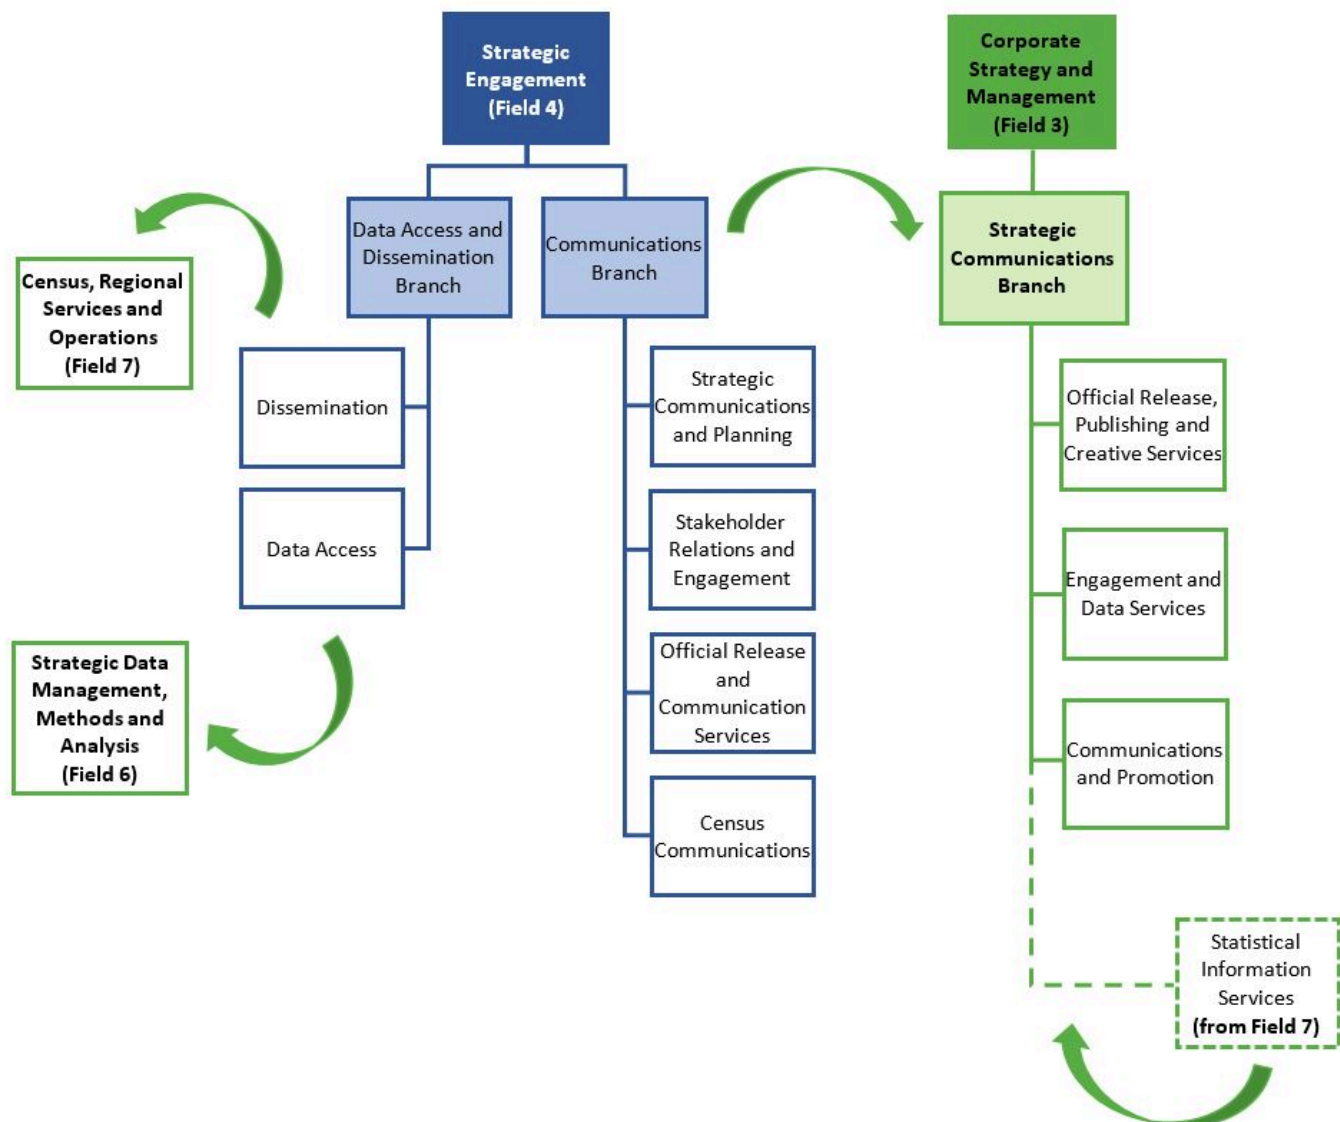 Strategic
Engagement
(Field 4)
Corporate
Strategy and
Management
(Field 3)
Data Access and
Dissemination
Branch
Communications
Branch
Strategic
Communications
Branch
Census, Regional
Services and
Operations
(Field 7)
Dissemination
Data Access
Strategic Data
Management,
Methods and
Analysis
(Field 6)
Strategic
Communications
and Planning
Stakeholder
Relations and
Engagement
Official Release
and
Communication
Services
Census
Communications
Official Release,
Publishing and
Creative Services
Engagement and
Data Services
Communications
and Promotion
Statistical
Information
Services
(from Field 7)